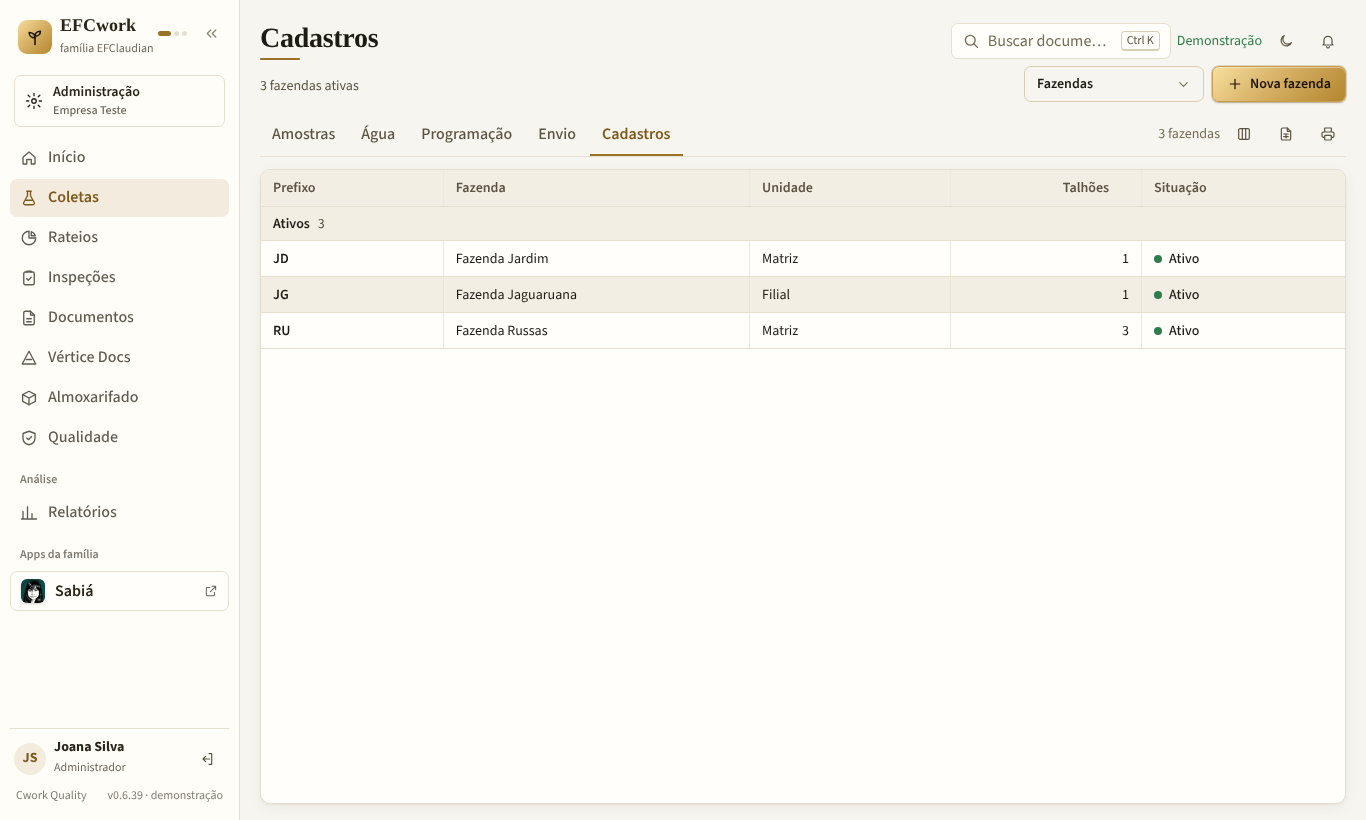 EFCwork
família EFClaudian
Administração
Empresa Teste
Início
Coletas
Rateios
Inspeções
Documentos
Vértice Docs
Almoxarifado
Qualidade
Análise
Relatórios
Apps da família
Sabiá
JS
Joana Silva
Administrador
Cwork Quality v0.6.39 · demonstração
Cadastros
Buscar docume… Ctrl K Demonstração
3 fazendas ativas
Fazendas Nova fazenda
Amostras Água Programação Envio Cadastros 3 fazendas
Prefixo Fazenda Unidade Talhões Situação
Ativos 3
JD Fazenda Jardim Matriz 1 Ativo
JG Fazenda Jaguaruana Filial 1 Ativo
RU Fazenda Russas Matriz 3 Ativo